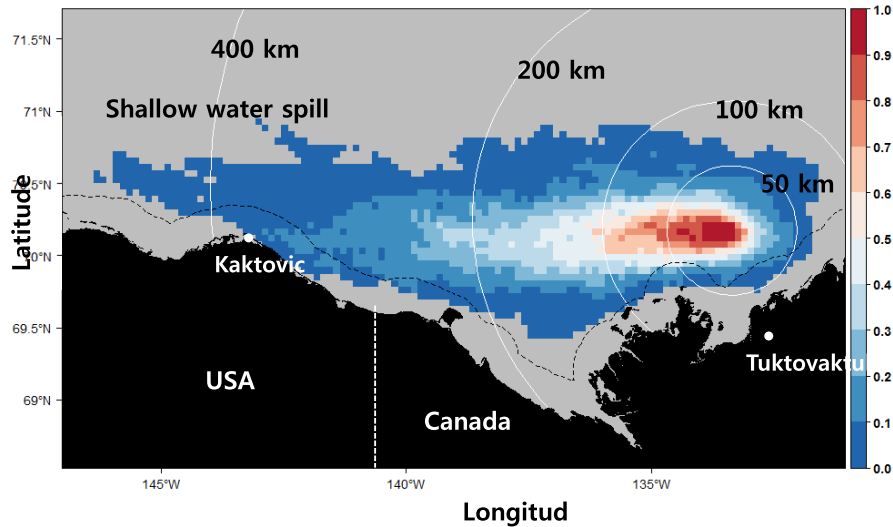 71.5°N
71°N
70.5°N
70°N
69.5°N
69°N
Latitude
400 km
200 km
100 km
50 km
Shallow water spill
Kaktovic
Tuktovaktu
USA
Canada
145°W
140°W
135°W
Longitud
1.0
0.9
0.8
0.7
0.6
0.5
0.4
0.3
0.2
0.1
0.0